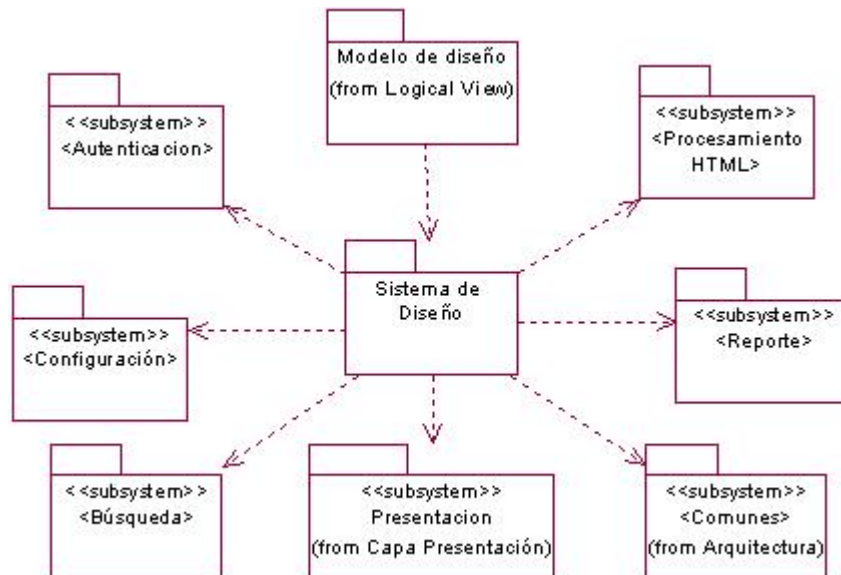 Modelo de diseño
(from Logical View)
<<subsystem>>
<Autenticacion>
<<subsystem>>
<Procesamiento
HTML>
Sistema de
Diseño
<<subsystem>>
<Configuración>
<<subsystem>>
<Reporte>
<<subsystem>>
<Búsqueda>
<<subsystem>>
Presentacion
(from Capa Presentación)
<<subsystem>>
<Comunes>
(from Arquitectura)